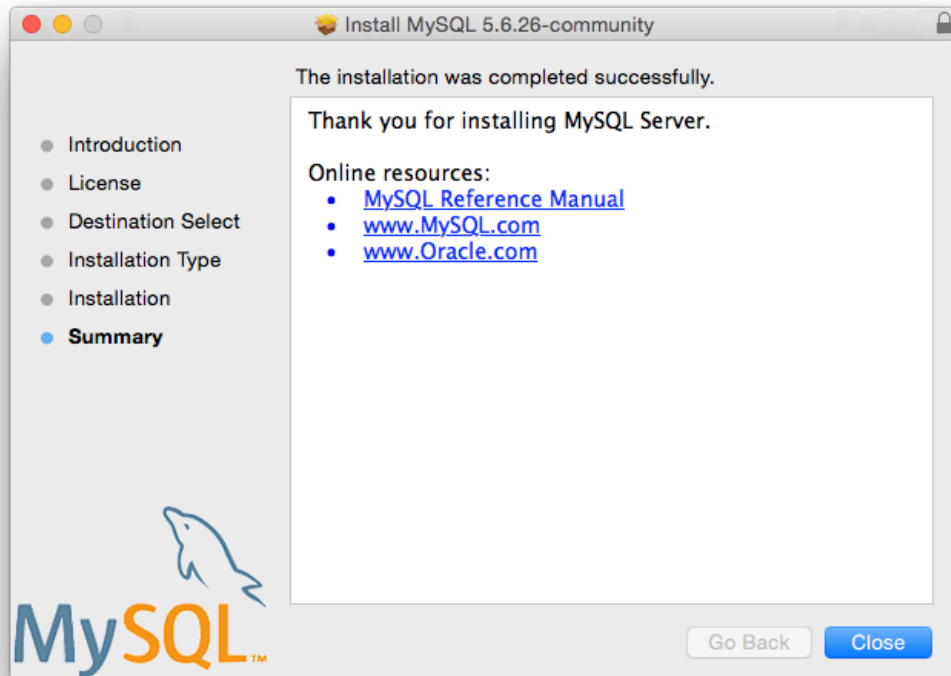 Install MySQL 5.6.26-community
The installation was completed successfully.
Introduction
License
Destination Select
Installation Type
Installation
Summary
Thank you for installing MySQL Server.
Online resources:
• MySQL Reference Manual
• www.MySQL.com
• www.Oracle.com
MySQL™
Go Back
Close